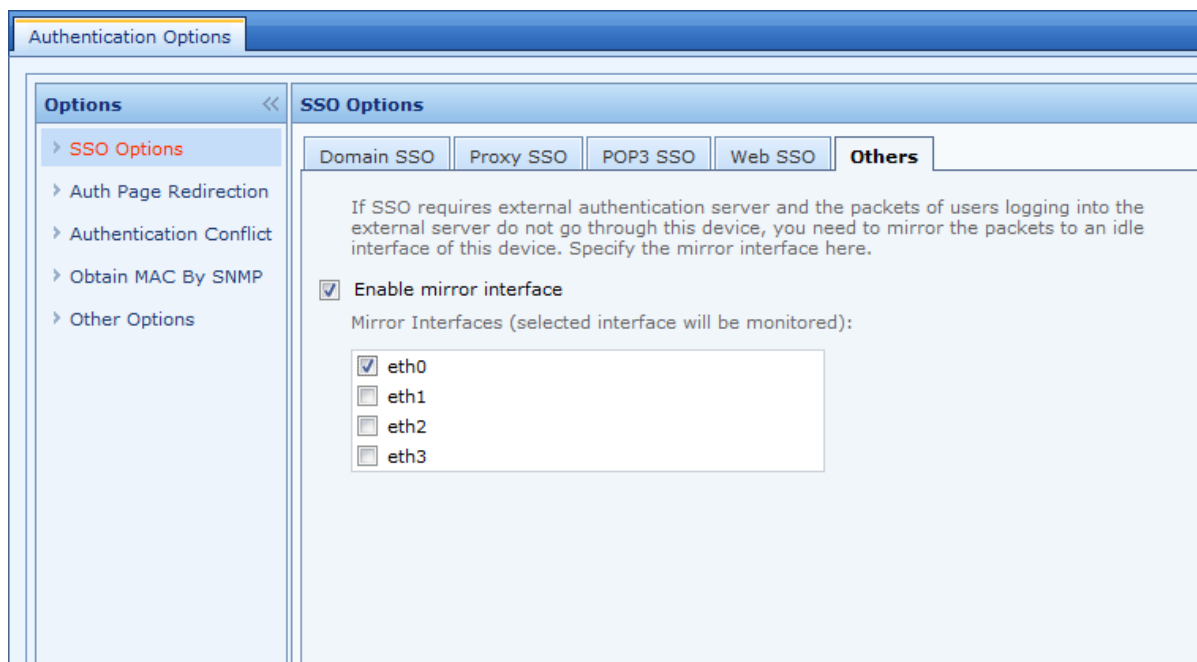 Authentication Options
Options
SSO Options
Auth Page Redirection
Authentication Conflict
Obtain MAC By SNMP
Other Options
SSO Options
Domain SSO
Proxy SSO
POP3 SSO
Web SSO
Others
If SSO requires external authentication server and the packets of users logging into the
external server do not go through this device, you need to mirror the packets to an idle
interface of this device. Specify the mirror interface here.
Enable mirror interface
Mirror Interfaces (selected interface will be monitored):
eth0
eth1
eth2
eth3